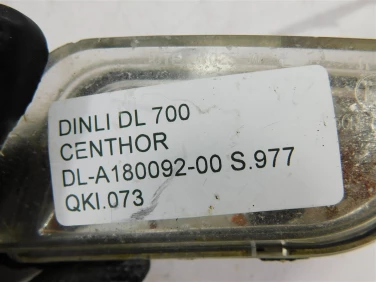 DINLI DL 700
CENTHOR
DL-A180092-00 S.977
QKI.073